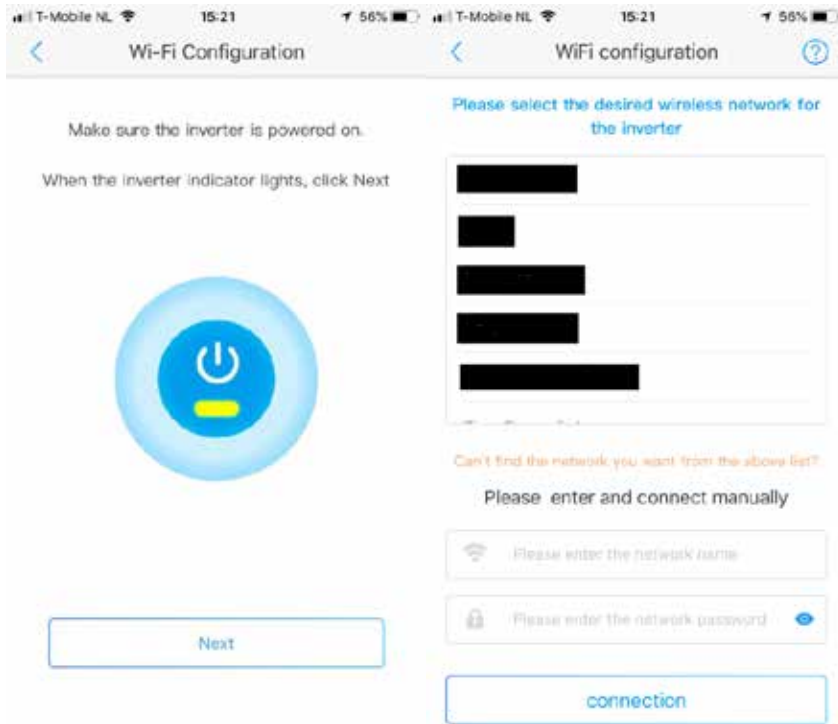 T-Mobile NL
15:21
56%
Wi-Fi Configuration
Make sure the inverter is powered on.
When the inverter indicator lights, click Next
Next
T-Mobile NL
15:21
56%
WiFi configuration
?
Please select the desired wireless network for
the inverter
Can't find the network you want from the above list?
Please enter and connect manually
Please enter the network name
Please enter the network password
connection